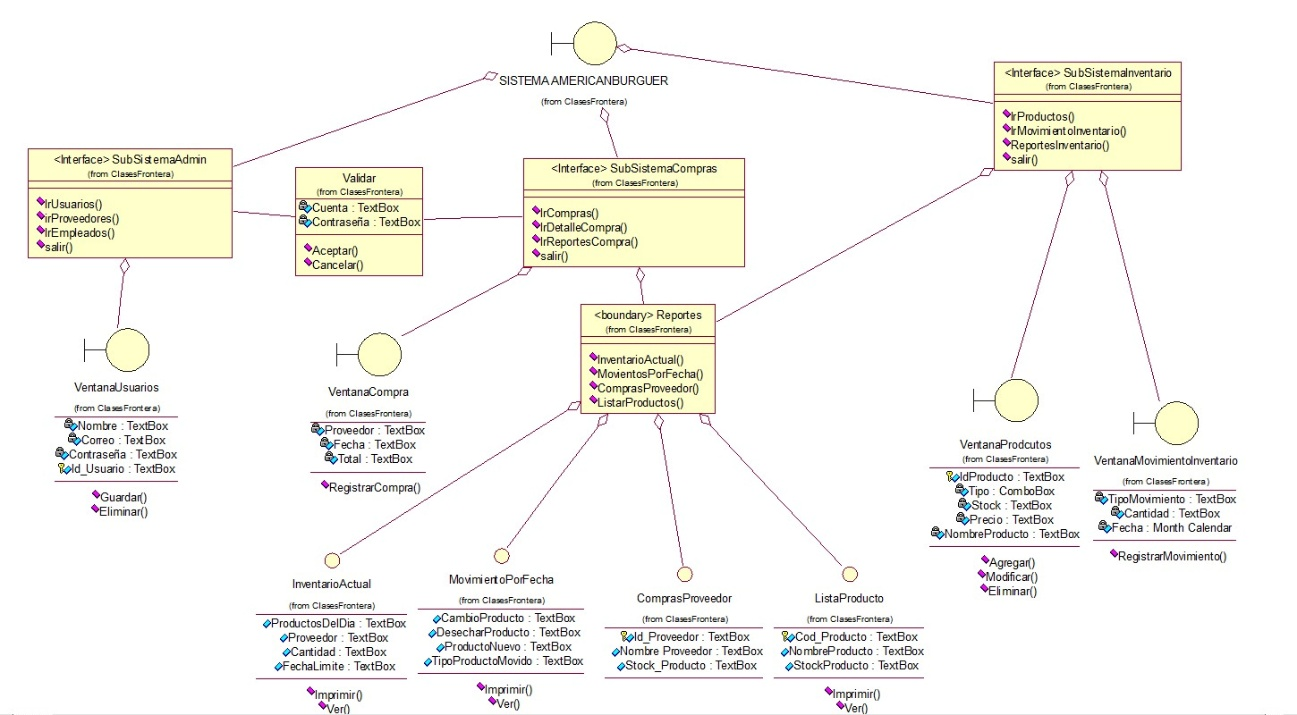 SISTEMA AMERICANBURGUER
(from ClasesFrontera)
<Interface> SubSistemaInventario
(from ClasesFrontera)
IrProductos()
IrMovimientoInventario()
ReportesInventario()
salir()
<Interface> SubSistemaAdmin
(from ClasesFrontera)
IrUsuarios()
irProveedores()
IrEmpleados()
salir()
Validar
(from ClasesFrontera)
Cuenta : TextBox
Contraseña : TextBox
Aceptar()
Cancelar()
<Interface> SubSistemaCompras
(from ClasesFrontera)
IrCompras()
IrDetalleCompra()
IrReportesCompra()
salir()
<boundary> Reportes
(from ClasesFrontera)
InventarioActual()
MovientosPorFecha()
ComprasProveedor()
ListarProductos()
VentanaUsuarios
(from ClasesFrontera)
Nombre : TextBox
Correo : TextBox
Contraseña : TextBox
Id_Usuario : TextBox
Guardar()
Eliminar()
VentanaCompra
(from ClasesFrontera)
Proveedor : TextBox
Fecha : TextBox
Total : TextBox
RegistrarCompra()
VentanaProdcutos
(from ClasesFrontera)
IdProducto : TextBox
Tipo : ComboBox
Stock : TextBox
Precio : TextBox
NombreProducto : TextBox
Agregar()
Modificar()
Eliminar()
VentanaMovimientoInventario
(from ClasesFrontera)
TipoMovimiento : TextBox
Cantidad : TextBox
Fecha : Month Calendar
RegistrarMovimiento()
InventarioActual
(from ClasesFrontera)
ProductosDelDia : TextBox
Proveedor : TextBox
Cantidad : TextBox
FechaLimite : TextBox
Imprimir()
Ver()
MovimientoPorFecha
(from ClasesFrontera)
CambioProducto : TextBox
DesecharProducto : TextBox
ProductoNuevo : TextBox
TipoProductoMovido : TextBox
Imprimir()
Ver()
ComprasProveedor
(from ClasesFrontera)
Id_Proveedor : TextBox
Nombre Proveedor : TextBox
Stock_Producto : TextBox
ListaProducto
(from ClasesFrontera)
Cod_Producto : TextBox
NombreProducto : TextBox
StockProducto : TextBox
Imprimir()
Ver()